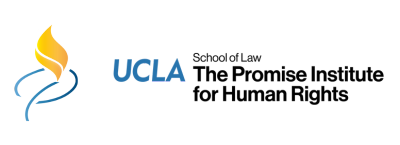 UCLA
School of Law
The Promise Institute
for Human Rights